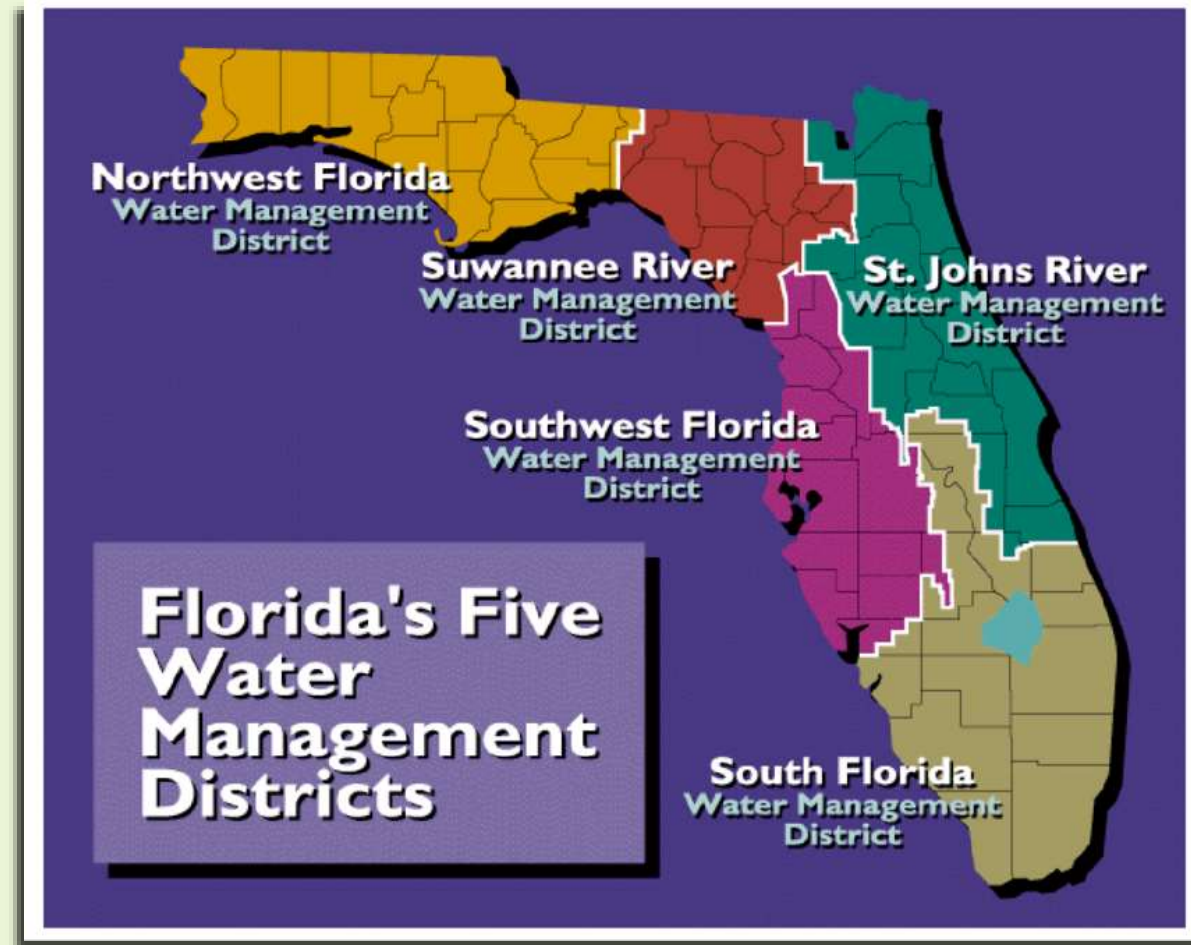 Northwest Florida
Water Management
District
Suwannee River
Water Management
District
St. Johns River
Water Management
District
Southwest Florida
Water Management
District
Florida's Five
Water
Management
Districts
South Florida
Water Management
District